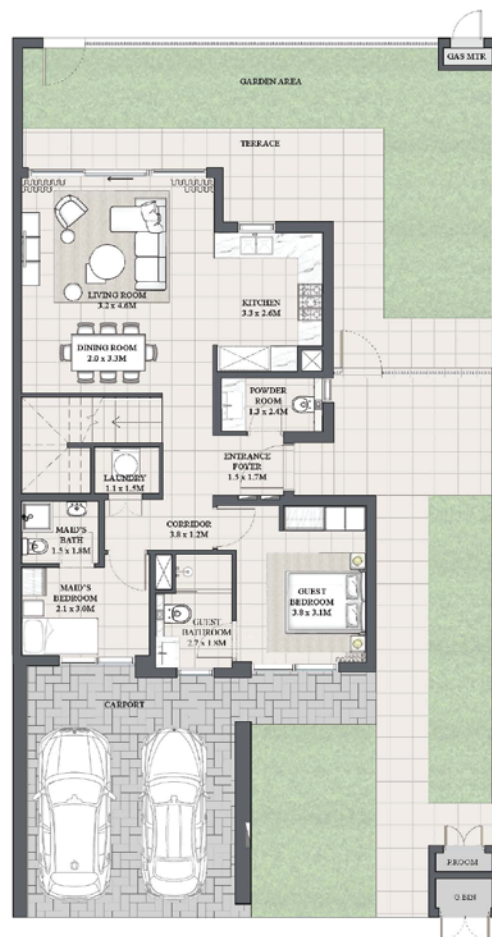 GAS MTR
GARDEN AREA
TERRACE
LIVING ROOM
3.2 x 4.6M
KITCHEN
3.3 x 2.6M
DINING ROOM
2.0 x 3.3M
POWDER
ROOM
1.3 x 2.4M
ENTRANCE
FOYER
1.5 x 1.7M
LAUNDRY
1.1 x 1.5M
CORRIDOR
3.8 x 1.2M
MAID'S
BATH
1.5 x 1.8M
MAID'S
BEDROOM
2.1 x 3.0M
GUEST
BEDROOM
3.8 x 3.1M
GUEST
BATHROOM
2.7 x 1.8M
CARPORT
P.ROOM
G.BIN